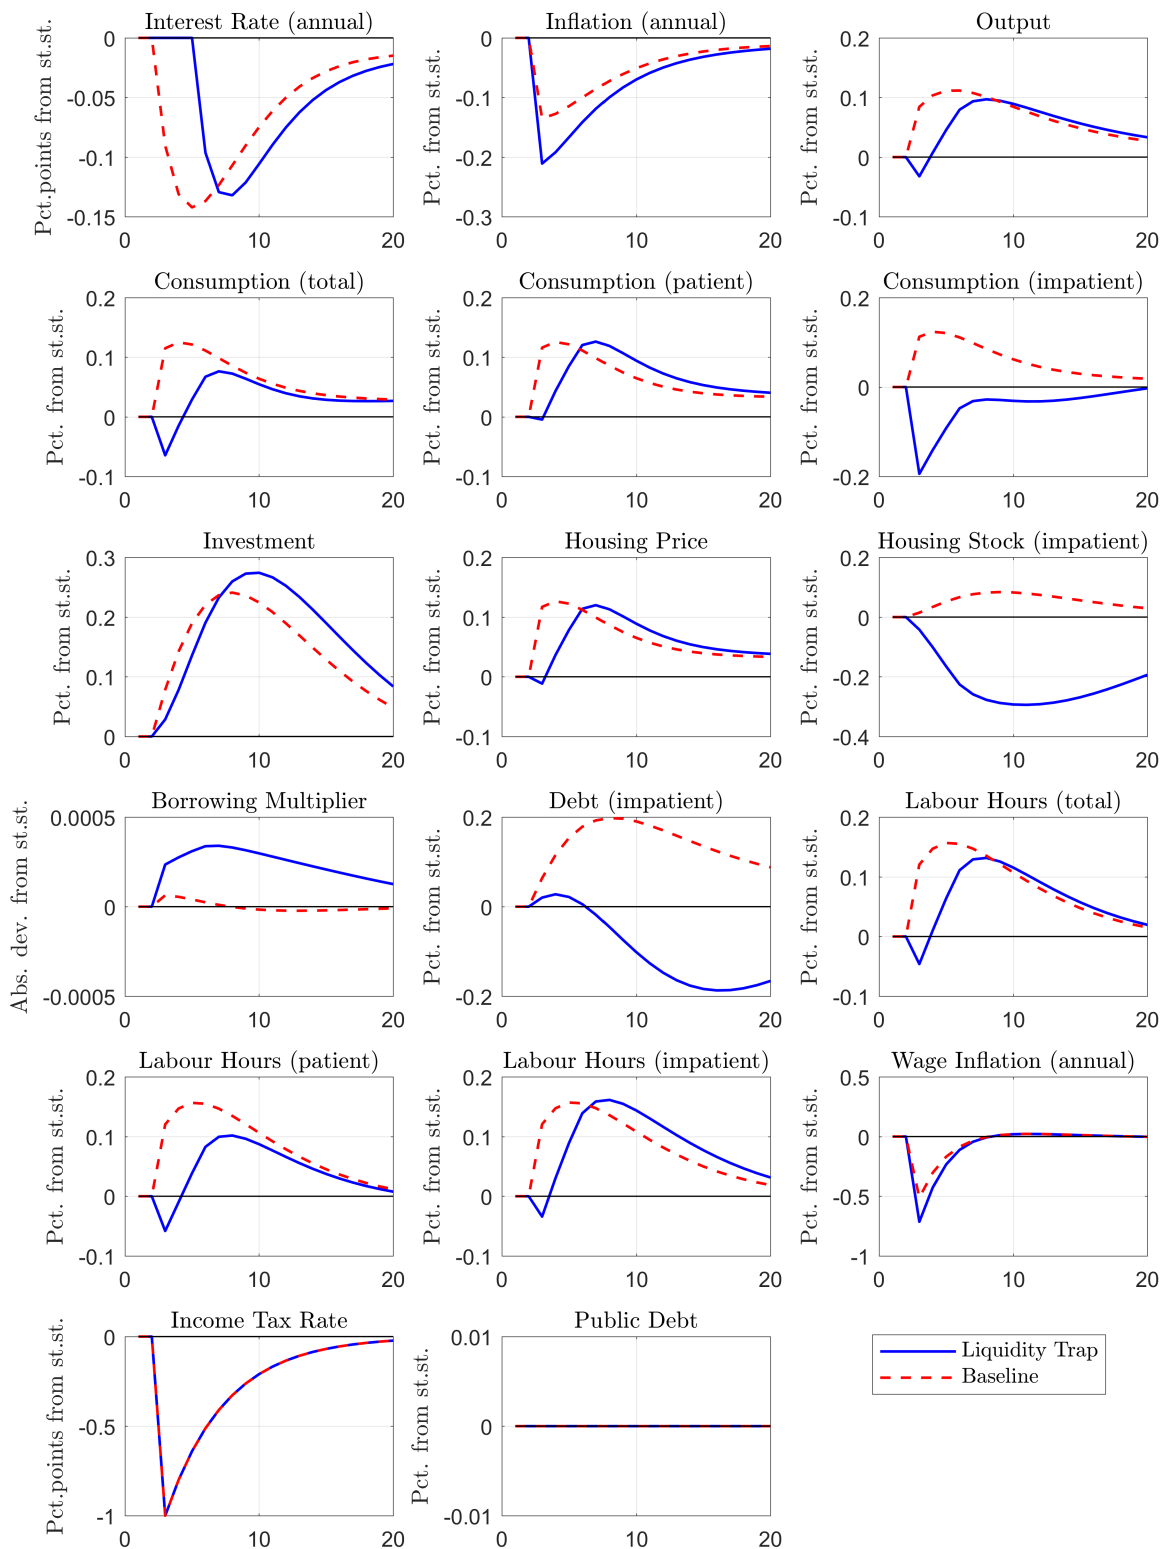 Interest Rate (annual)
Pct.points from st.st.
0
-0.05
-0.1
-0.15
0 10 20
Inflation (annual)
Pct. from st.st.
0
-0.1
-0.2
-0.3
0 10 20
Output
Pct. from st.st.
0.2
0.1
0
-0.1
0 10 20
Consumption (total)
Pct. from st.st.
0.2
0.1
0
-0.1
0 10 20
Consumption (patient)
Pct. from st.st.
0.2
0.1
0
-0.1
0 10 20
Consumption (impatient)
Pct. from st.st.
0.2
0
-0.2
0 10 20
Investment
Pct. from st.st.
0.3
0.2
0.1
0
0 10 20
Housing Price
Pct. from st.st.
0.2
0.1
0
-0.1
0 10 20
Housing Stock (impatient)
Pct. from st.st.
0.2
0
-0.2
-0.4
0 10 20
Borrowing Multiplier
Abs. dev. from st.st.
0.0005
0
-0.0005
0 10 20
Debt (impatient)
Pct. from st.st.
0.2
0
-0.2
0 10 20
Labour Hours (total)
Pct. from st.st.
0.2
0.1
0
-0.1
0 10 20
Labour Hours (patient)
Pct. from st.st.
0.2
0.1
0
-0.1
0 10 20
Labour Hours (impatient)
Pct. from st.st.
0.2
0.1
0
-0.1
0 10 20
Wage Inflation (annual)
Pct. from st.st.
0.5
0
-0.5
-1
0 10 20
Income Tax Rate
Pct.points from st.st.
0
-0.5
-1
0 10 20
Public Debt
Pct. from st.st.
0.01
0
-0.01
0 10 20
Liquidity Trap
Baseline